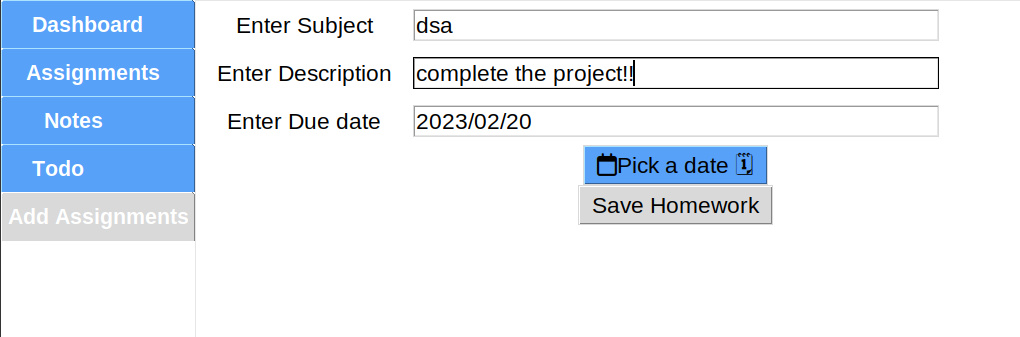 Dashboard
Assignments
Notes
Todo
Add Assignments
Enter Subject dsa
Enter Description complete the project!!
Enter Due date 2023/02/20
Pick a date
Save Homework